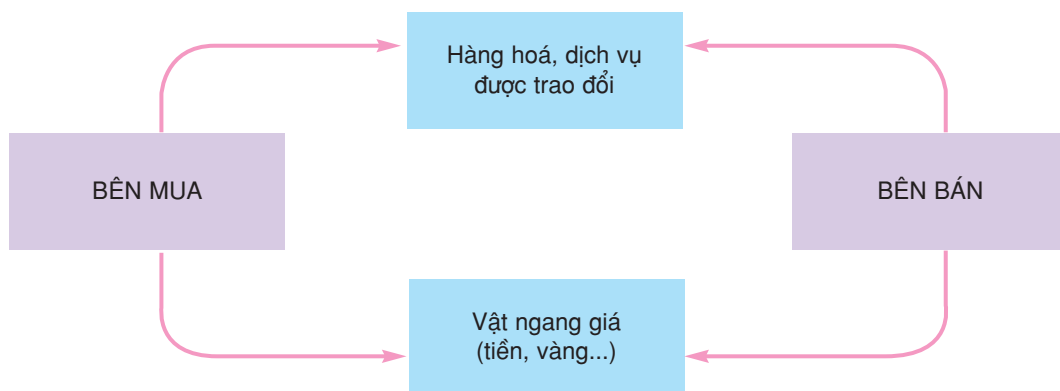 Hàng hoá, dịch vụ
được trao đổi
BÊN MUA
BÊN BÁN
Vật ngang giá
(tiền, vàng...)